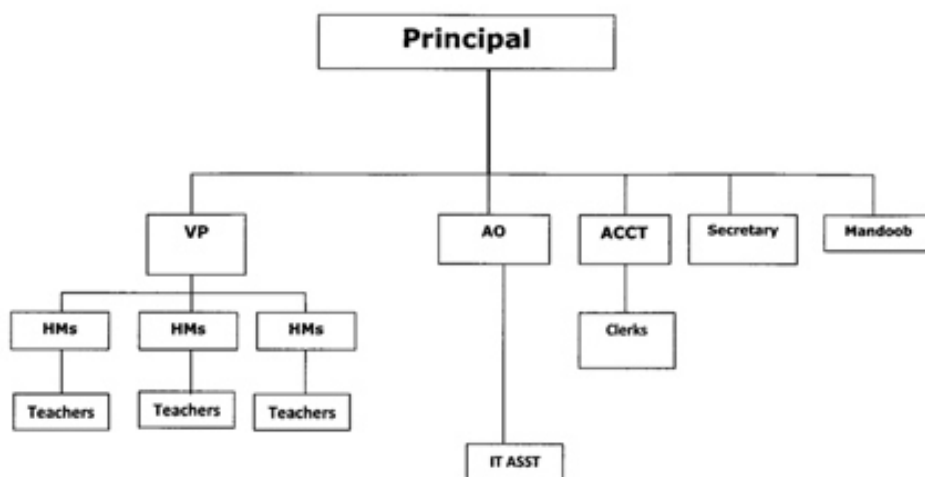 Principal
VP
AO
ACCT
Secretary
Mandoob
HMs
HMs
HMs
Clerks
Teachers
Teachers
Teachers
IT ASST